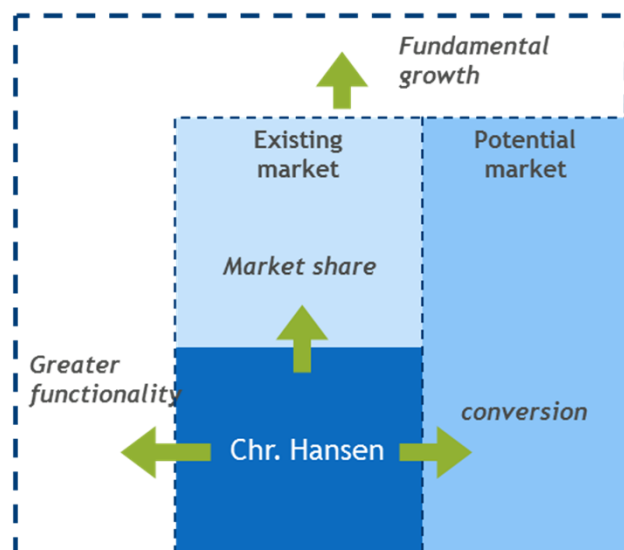 Fundamental
growth
Existing
market
Potential
market
Market share
Greater
functionality
conversion
Chr. Hansen